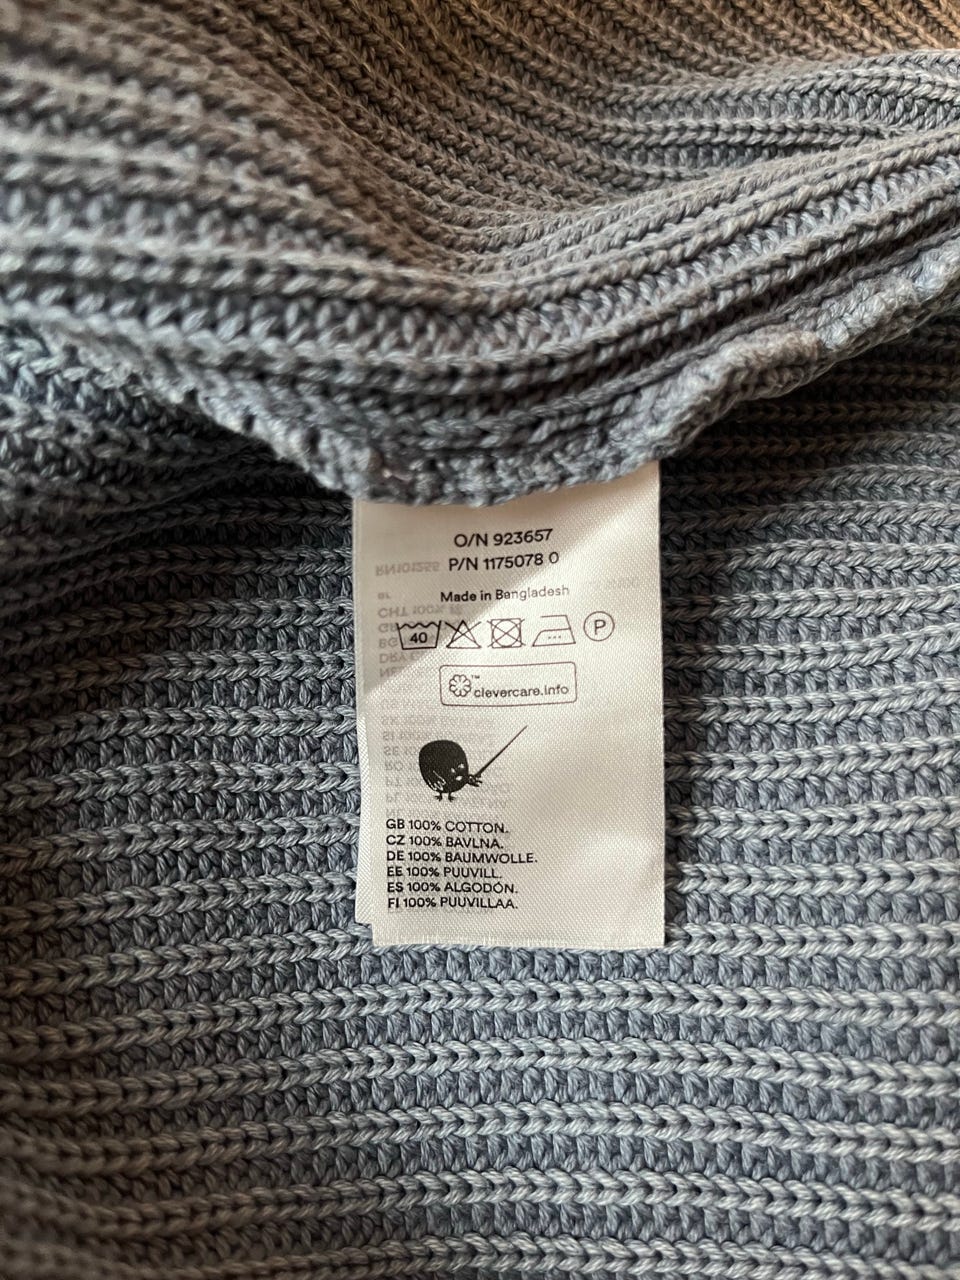 O/N 923657
P/N 1175078 0
Made in Bangladesh
40 P
™
clevercare.info
GB 100% COTTON.
CZ 100% BAVLNA.
DE 100% BAUMWOLLE.
EE 100% PUUVILL.
ES 100% ALGODÓN.
FI 100% PUUVILLAA.